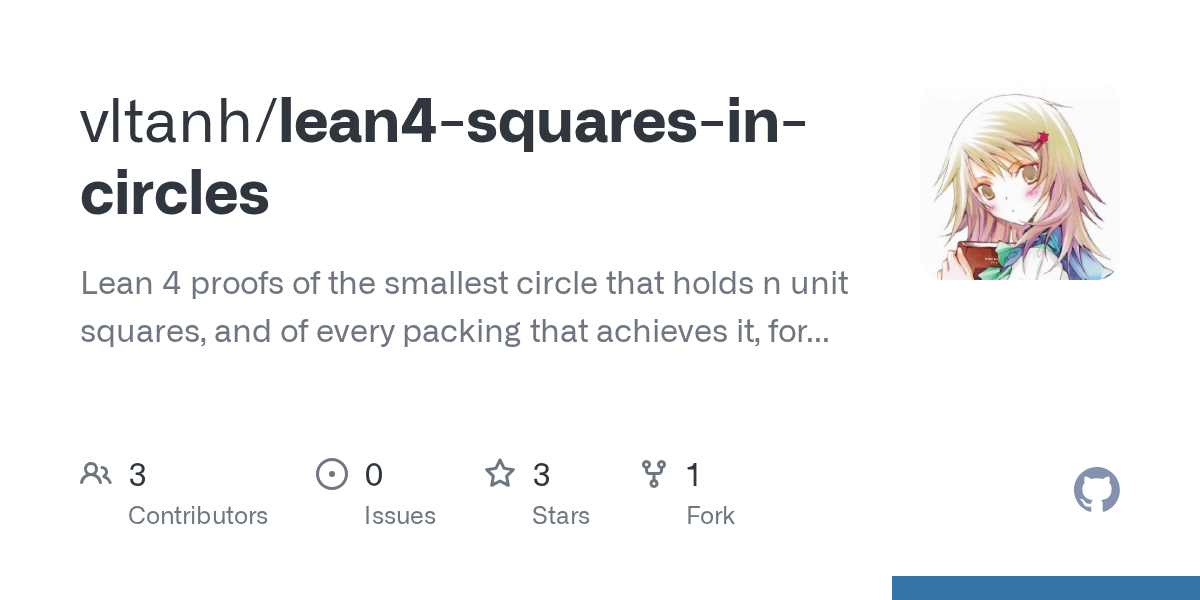 vltanh/lean4-squares-in-
circles
Lean 4 proofs of the smallest circle that holds n unit
squares, and of every packing that achieves it, for...
3
Contributors
0
Issues
3
Stars
1
Fork